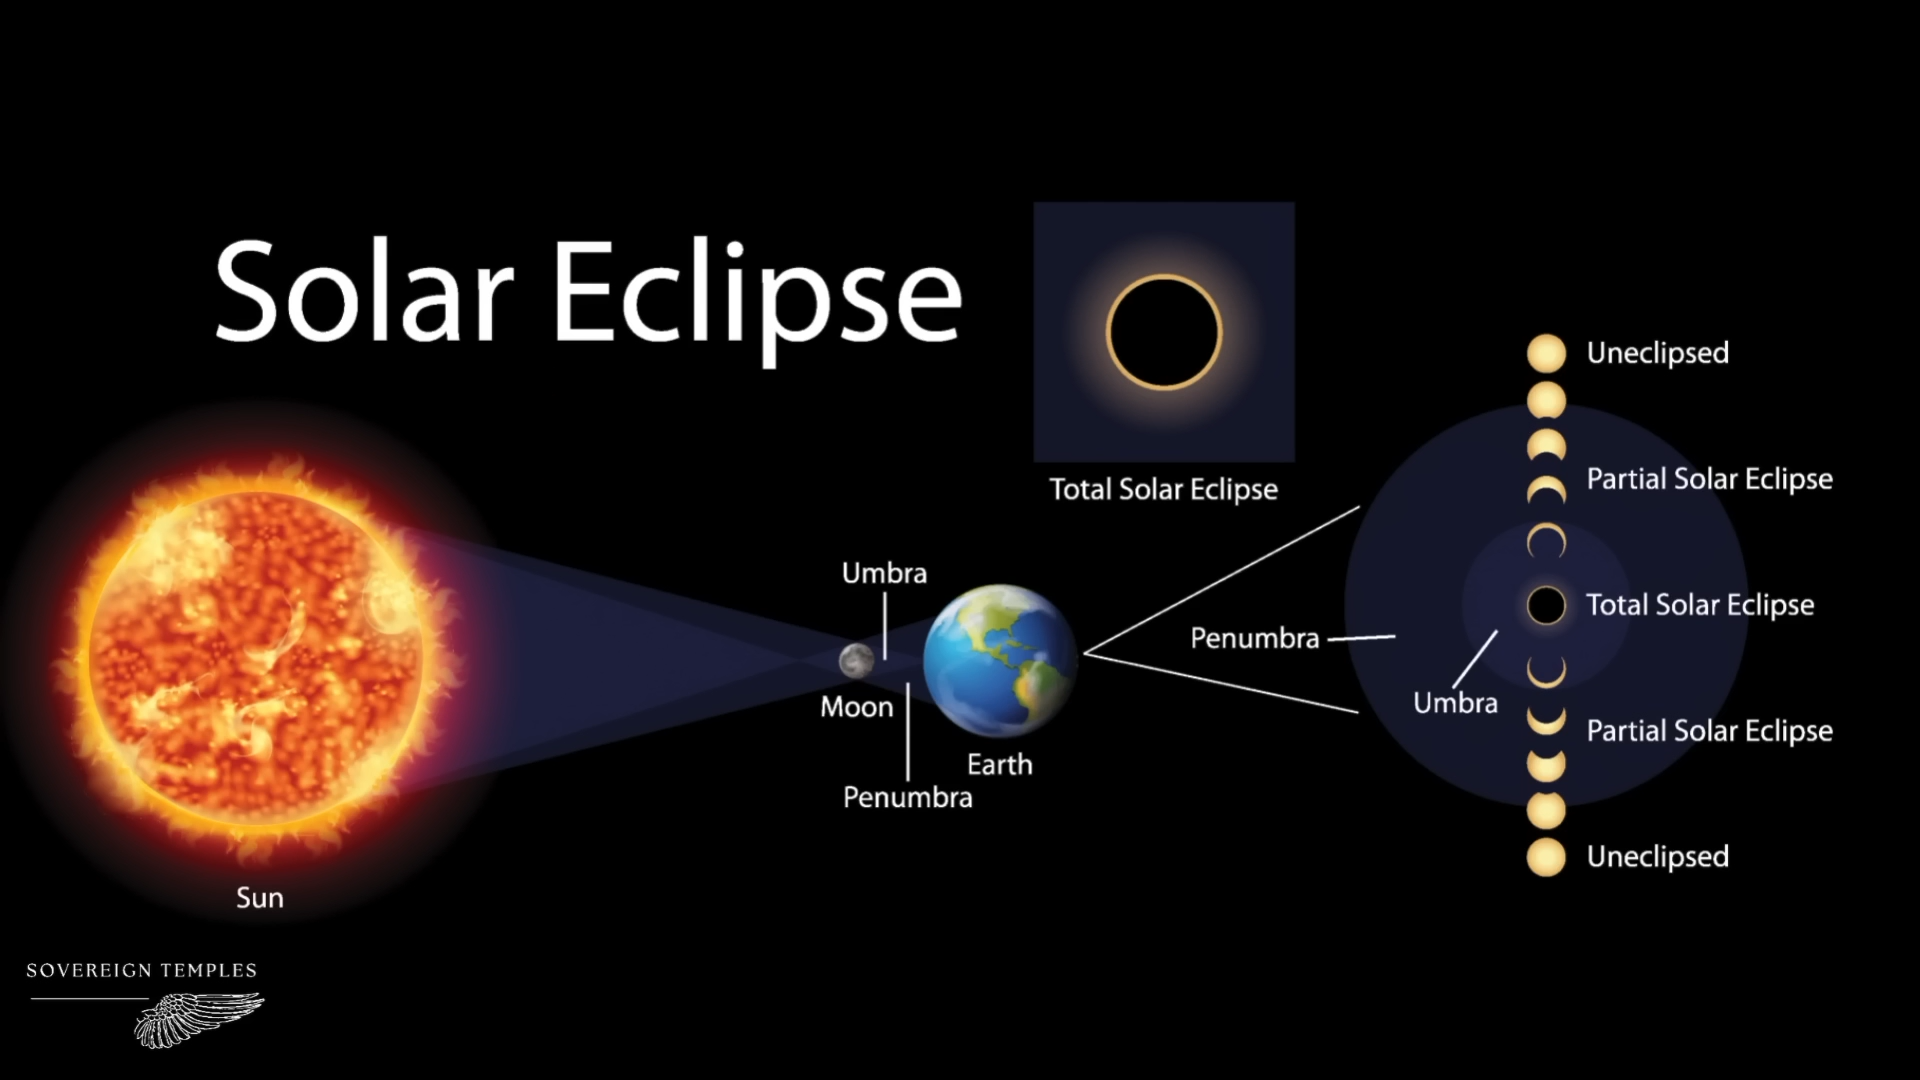 Solar Eclipse
Total Solar Eclipse
Uneclipsed
Partial Solar Eclipse
Total Solar Eclipse
Penumbra
Umbra
Partial Solar Eclipse
Uneclipsed
Umbra
Moon
Earth
Penumbra
Sun
SOVEREIGN TEMPLES